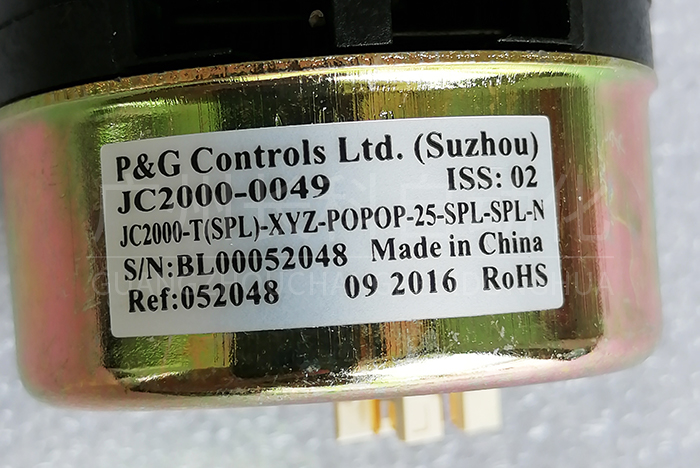 P&G Controls Ltd. (Suzhou)
JC2000-0049 ISS: 02
JC2000-T(SPL)-XYZ-POPOP-25-SPL-SPL-N
S/N:BL00052048 Made in China
Ref:052048 09 2016 RoHS